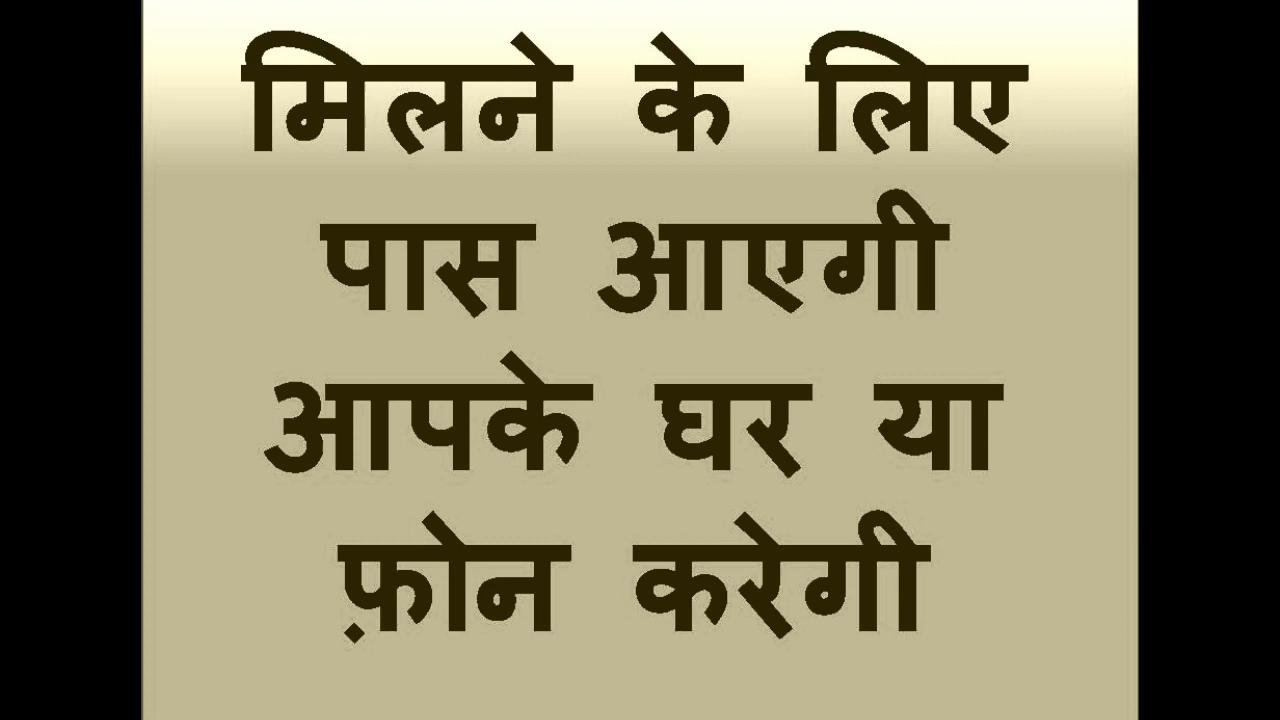 मिलने के लिए
पास आएगी
आपके घर या
फ़ोन करेगी